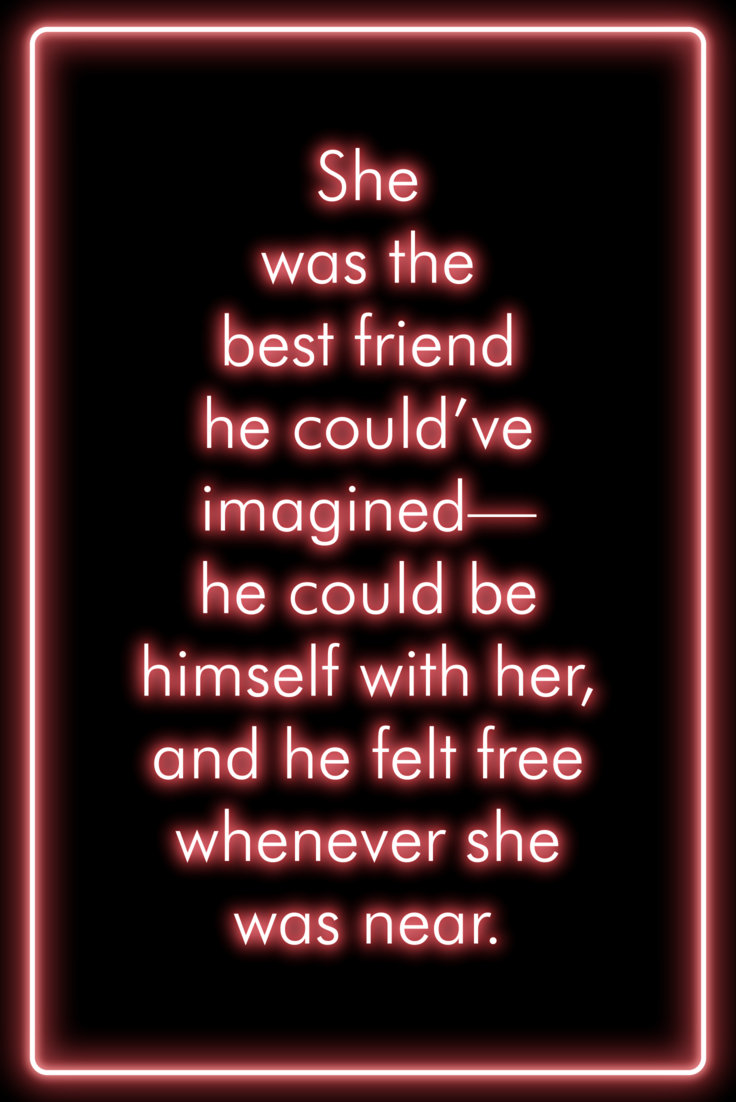 She
was the
best friend
he could’ve
imagined—
he could be
himself with her,
and he felt free
whenever she
was near.